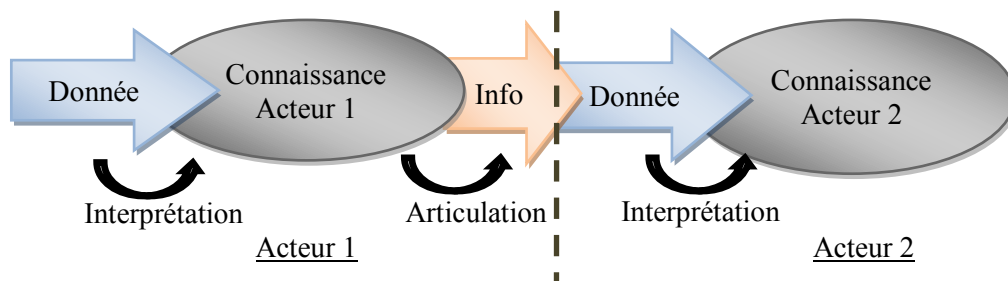 Donnée
Connaissance
Acteur 1
Info
Donnée
Connaissance
Acteur 2
Interprétation
Articulation
Interprétation
Acteur 1
Acteur 2